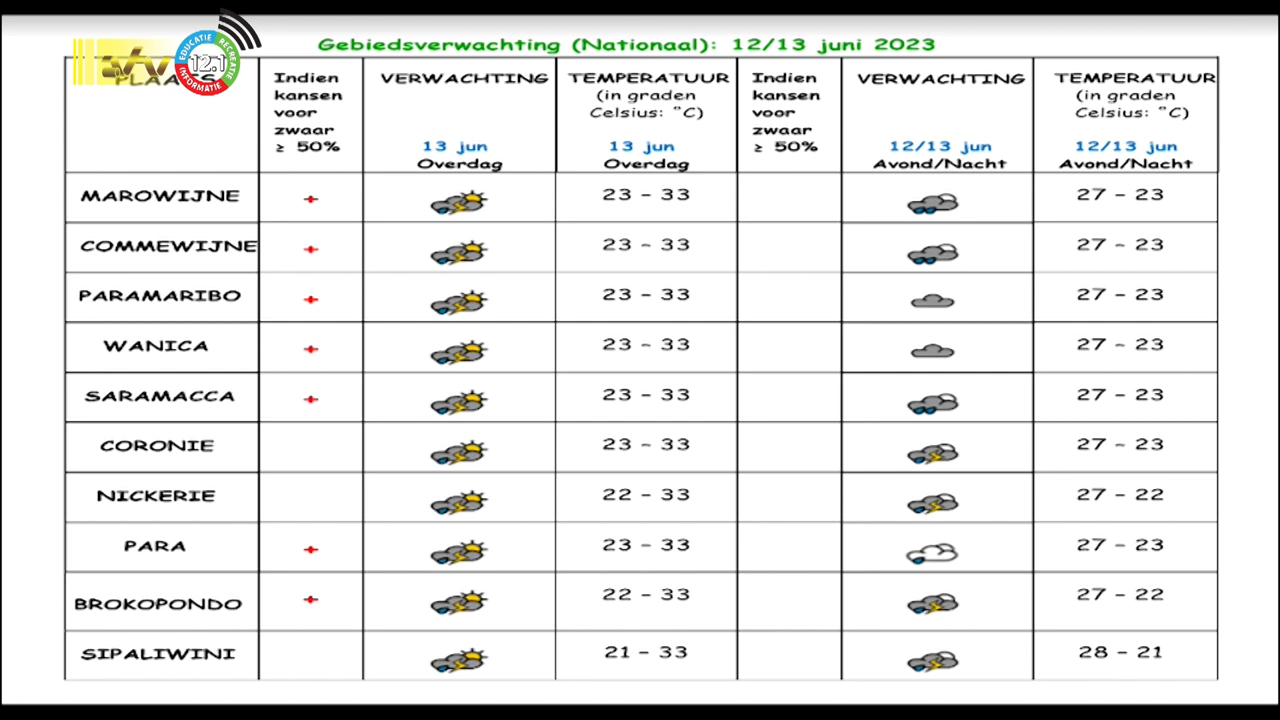 Gebiedsverwachting (Nationaal): 12/13 juni 2023
atv
PLAATS
EDUCATIE RECREATIE INFORMATIE
12.1
Indien kansen voor zwaar ≥ 50% VERWACHTING 13 jun Overdag TEMPERATUUR (in graden Celsius: °C) 13 jun Overdag Indien kansen voor zwaar ≥ 50% VERWACHTING 12/13 jun Avond/Nacht TEMPERATUUR (in graden Celsius: °C) 12/13 jun Avond/Nacht
MAROWIJNE + 23 - 33 27 - 23
COMMEWIJNE + 23 - 33 27 - 23
PARAMARIBO + 23 - 33 27 - 23
WANICA + 23 - 33 27 - 23
SARAMACCA + 23 - 33 27 - 23
CORONIE 23 - 33 27 - 23
NICKERIE 22 - 33 27 - 22
PARA + 23 - 33 27 - 23
BROKOPONDO + 22 - 33 27 - 22
SIPALIWINI 21 - 33 28 - 21